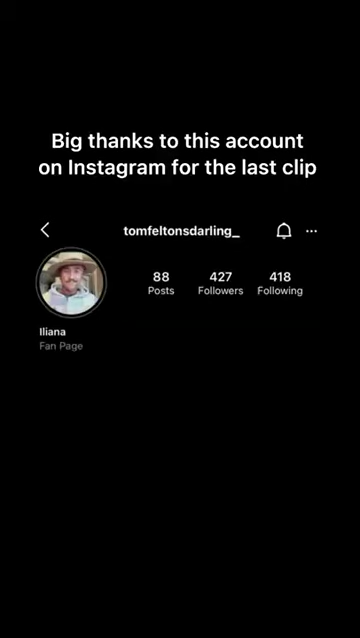 Big thanks to this account
on Instagram for the last clip
tomfeltonsdarling_
88 427 418
Posts Followers Following
Iliana
Fan Page